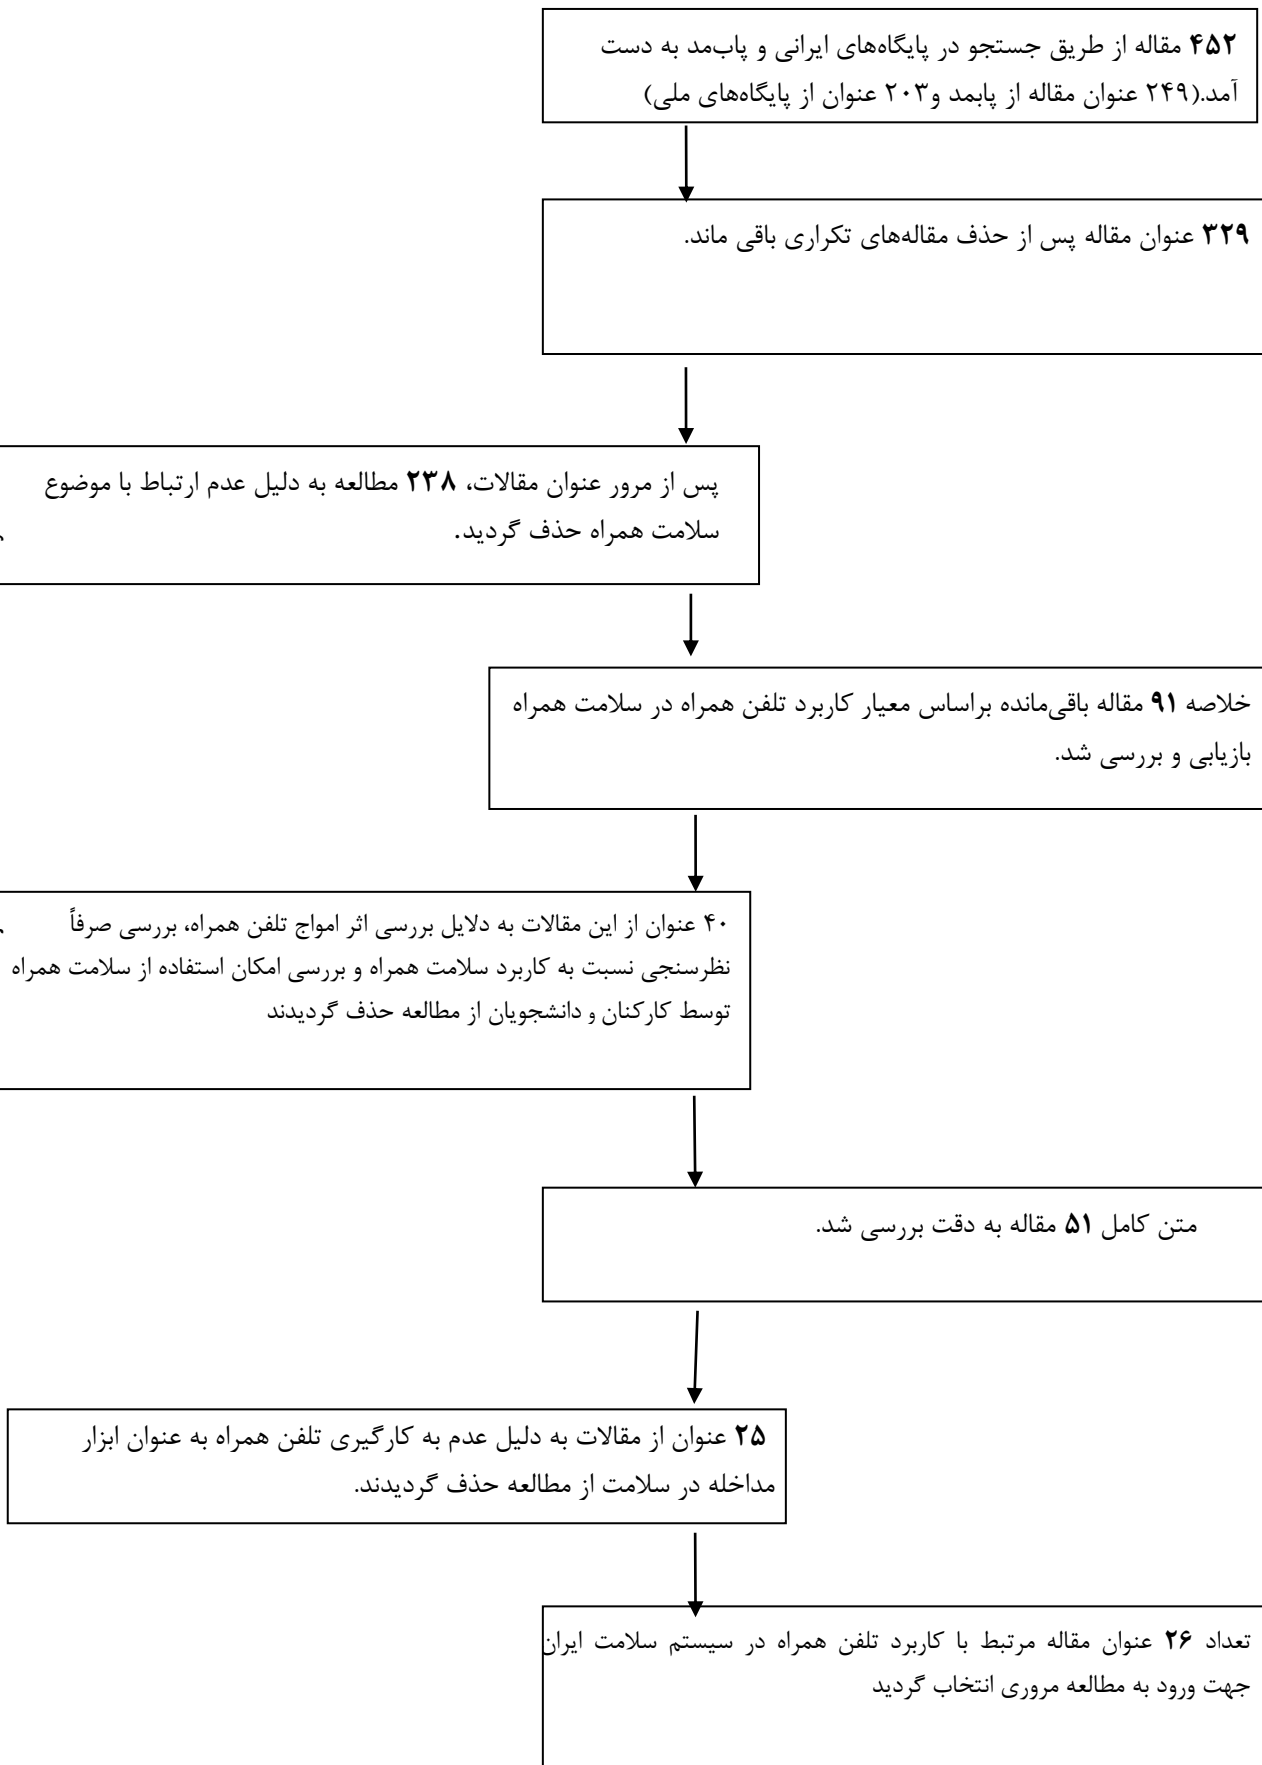 ۴۵۲ مقاله از طریق جستجو در پایگاه‌های ایرانی و پاب‌مد به دست
آمد.(۲۴۹ عنوان مقاله از پابمد و۲۰۳ عنوان از پایگاه‌های ملی)
۳۲۹ عنوان مقاله پس از حذف مقاله‌های تکراری باقی ماند.
پس از مرور عنوان مقالات، ۲۳۸ مطالعه به دلیل عدم ارتباط با موضوع
سلامت همراه حذف گردید.
خلاصه ۹۱ مقاله باقی‌مانده براساس معیار کاربرد تلفن همراه در سلامت همراه
بازیابی و بررسی شد.
۴۰ عنوان از این مقالات به دلایل بررسی اثر امواج تلفن همراه، بررسی صرفاً
نظرسنجی نسبت به کاربرد سلامت همراه و بررسی امکان استفاده از سلامت همراه
توسط کارکنان و دانشجویان از مطالعه حذف گردیدند
متن کامل ۵۱ مقاله به دقت بررسی شد.
۲۵ عنوان از مقالات به دلیل عدم به کارگیری تلفن همراه به عنوان ابزار
مداخله در سلامت از مطالعه حذف گردیدند.
تعداد ۲۶ عنوان مقاله مرتبط با کاربرد تلفن همراه در سیستم سلامت ایران
جهت ورود به مطالعه مروری انتخاب گردید